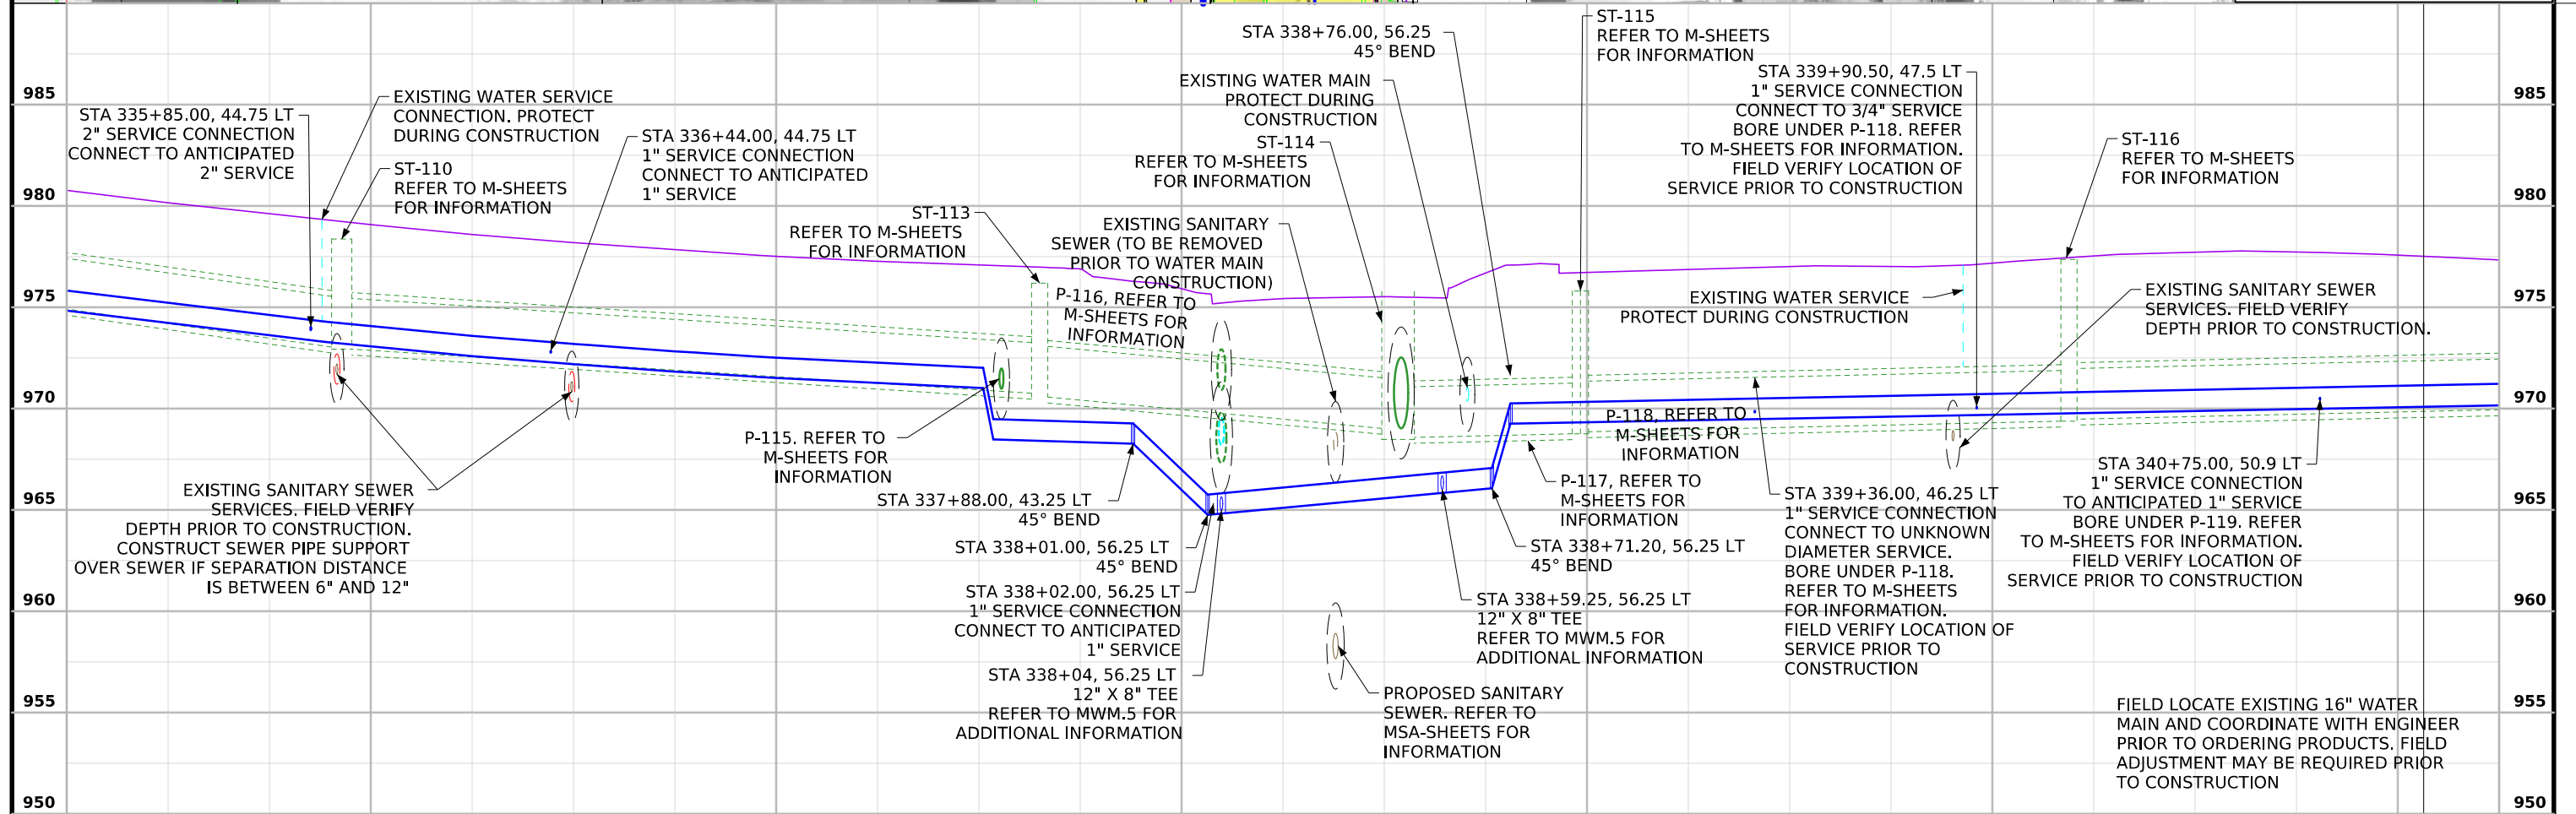 985
980
975
970
965
960
955
950
STA 335+85.00, 44.75 LT
2" SERVICE CONNECTION
CONNECT TO ANTICIPATED
2" SERVICE
EXISTING WATER SERVICE
CONNECTION. PROTECT
DURING CONSTRUCTION
ST-110
REFER TO M-SHEETS
FOR INFORMATION
STA 336+44.00, 44.75 LT
1" SERVICE CONNECTION
CONNECT TO ANTICIPATED
1" SERVICE
EXISTING SANITARY SEWER
SERVICES. FIELD VERIFY
DEPTH PRIOR TO CONSTRUCTION.
CONSTRUCT SEWER PIPE SUPPORT
OVER SEWER IF SEPARATION DISTANCE
IS BETWEEN 6" AND 12"
ST-113
REFER TO M-SHEETS
FOR INFORMATION
P-115. REFER TO
M-SHEETS FOR
INFORMATION
P-116, REFER TO
M-SHEETS FOR
INFORMATION
EXISTING SANITARY
SEWER (TO BE REMOVED
PRIOR TO WATER MAIN
CONSTRUCTION)
ST-114
REFER TO M-SHEETS
FOR INFORMATION
EXISTING WATER MAIN
PROTECT DURING
CONSTRUCTION
STA 338+76.00, 56.25
45° BEND
ST-115
REFER TO M-SHEETS
FOR INFORMATION
STA 337+88.00, 43.25 LT
45° BEND
STA 338+01.00, 56.25 LT
45° BEND
STA 338+02.00, 56.25 LT
1" SERVICE CONNECTION
CONNECT TO ANTICIPATED
1" SERVICE
STA 338+04, 56.25 LT
12" X 8" TEE
REFER TO MWM.5 FOR
ADDITIONAL INFORMATION
PROPOSED SANITARY
SEWER. REFER TO
MSA-SHEETS FOR
INFORMATION
STA 338+59.25, 56.25 LT
12" X 8" TEE
REFER TO MWM.5 FOR
ADDITIONAL INFORMATION
STA 338+71.20, 56.25 LT
45° BEND
P-117, REFER TO
M-SHEETS FOR
INFORMATION
P-118, REFER TO
M-SHEETS FOR
INFORMATION
STA 339+90.50, 47.5 LT
1" SERVICE CONNECTION
CONNECT TO 3/4" SERVICE
BORE UNDER P-118. REFER
TO M-SHEETS FOR INFORMATION.
FIELD VERIFY LOCATION OF
SERVICE PRIOR TO CONSTRUCTION
EXISTING WATER SERVICE
PROTECT DURING CONSTRUCTION
STA 339+36.00, 46.25 LT
1" SERVICE CONNECTION
CONNECT TO UNKNOWN
DIAMETER SERVICE.
BORE UNDER P-118.
REFER TO M-SHEETS
FOR INFORMATION.
FIELD VERIFY LOCATION OF
SERVICE PRIOR TO
CONSTRUCTION
ST-116
REFER TO M-SHEETS
FOR INFORMATION
EXISTING SANITARY SEWER
SERVICES. FIELD VERIFY
DEPTH PRIOR TO CONSTRUCTION.
STA 340+75.00, 50.9 LT
1" SERVICE CONNECTION
TO ANTICIPATED 1" SERVICE
BORE UNDER P-119. REFER
TO M-SHEETS FOR INFORMATION.
FIELD VERIFY LOCATION OF
SERVICE PRIOR TO CONSTRUCTION
FIELD LOCATE EXISTING 16" WATER
MAIN AND COORDINATE WITH ENGINEER
PRIOR TO ORDERING PRODUCTS. FIELD
ADJUSTMENT MAY BE REQUIRED PRIOR
TO CONSTRUCTION
985
980
975
970
965
960
955
950